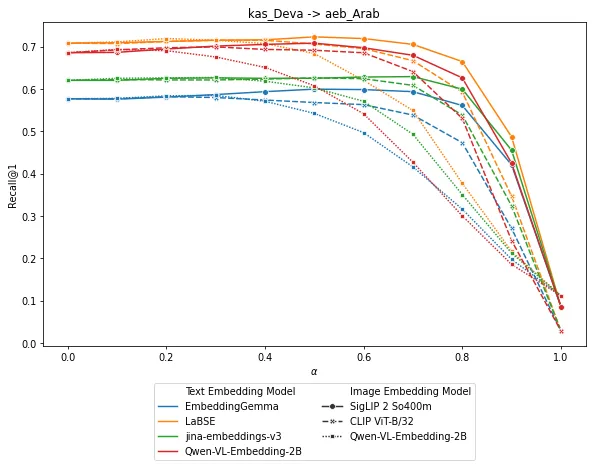 kas_Deva -> aeb_Arab
Recall@1
0.7
0.6
0.5
0.4
0.3
0.2
0.1
0.0
0.0 0.2 0.4 0.6 0.8 1.0
α
Text Embedding Model
EmbeddingGemma
LaBSE
jina-embeddings-v3
Qwen-VL-Embedding-2B
Image Embedding Model
SigLIP 2 So400m
CLIP ViT-B/32
Qwen-VL-Embedding-2B